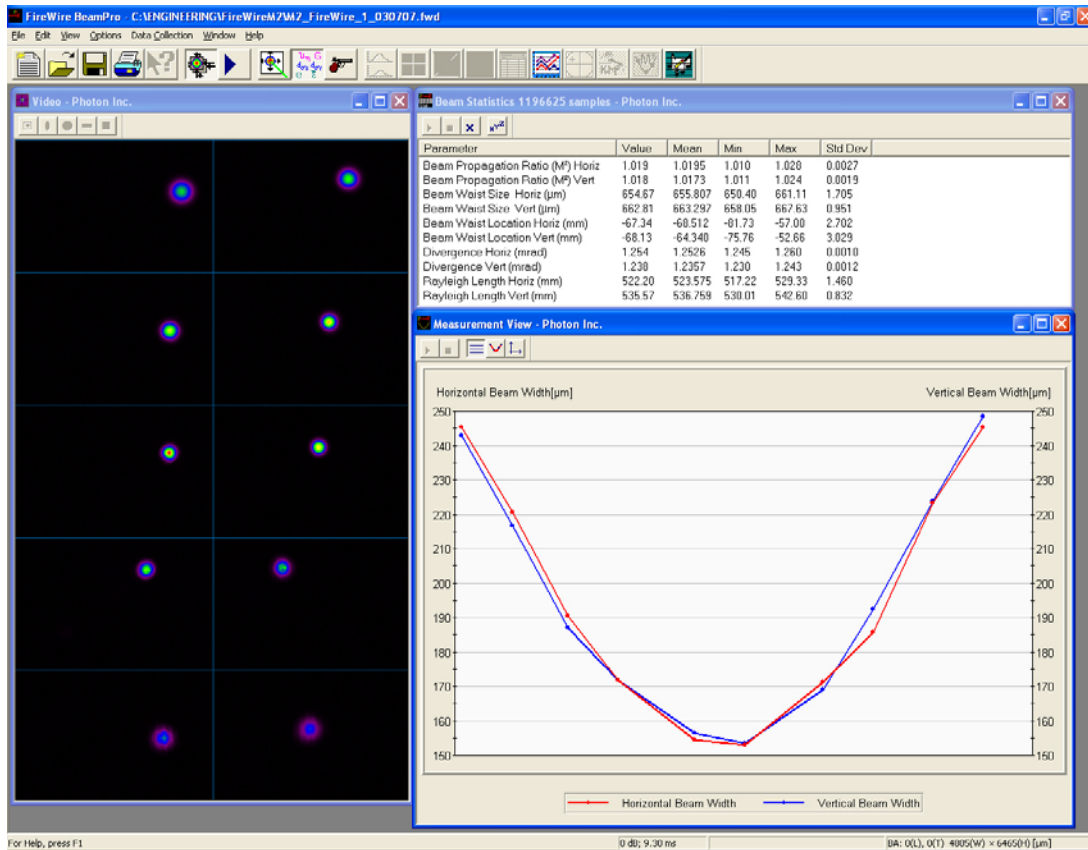 FireWire BeamPro - C:\ENGINEERING\FireWireM2\M2_FireWire_1_030707.fwd
File Edit View Options Data Collection Window Help
Video - Photon Inc.
Beam Statistics 1196625 samples - Photon Inc.
Parameter Value Mean Min Max Std Dev
Beam Propagation Ratio (M²) Horiz 1.019 1.0195 1.010 1.028 0.0027
Beam Propagation Ratio (M²) Vert 1.018 1.0173 1.011 1.024 0.0019
Beam Waist Size Horiz (µm) 654.67 655.807 650.40 661.11 1.705
Beam Waist Size Vert (µm) 662.81 663.297 658.05 667.63 0.951
Beam Waist Location Horiz (mm) -67.34 -68.512 -81.73 -57.00 2.702
Beam Waist Location Vert (mm) -68.13 -64.340 -75.76 -52.66 3.029
Divergence Horiz (mrad) 1.254 1.2526 1.245 1.260 0.0010
Divergence Vert (mrad) 1.238 1.2357 1.230 1.243 0.0012
Rayleigh Length Horiz (mm) 522.20 523.575 517.22 529.33 1.460
Rayleigh Length Vert (mm) 535.57 536.759 530.01 542.60 0.832
Measurement View - Photon Inc.
Horizontal Beam Width[µm] Vertical Beam Width[µm]
260 260
240 240
230 230
220 220
210 210
200 200
190 190
180 180
170 170
160 160
150 150
Horizontal Beam Width Vertical Beam Width
For Help, press F1 0 dB; 9.30 ms BA: 0(L), 0(T) 4805(W) × 6465(H) [µm]